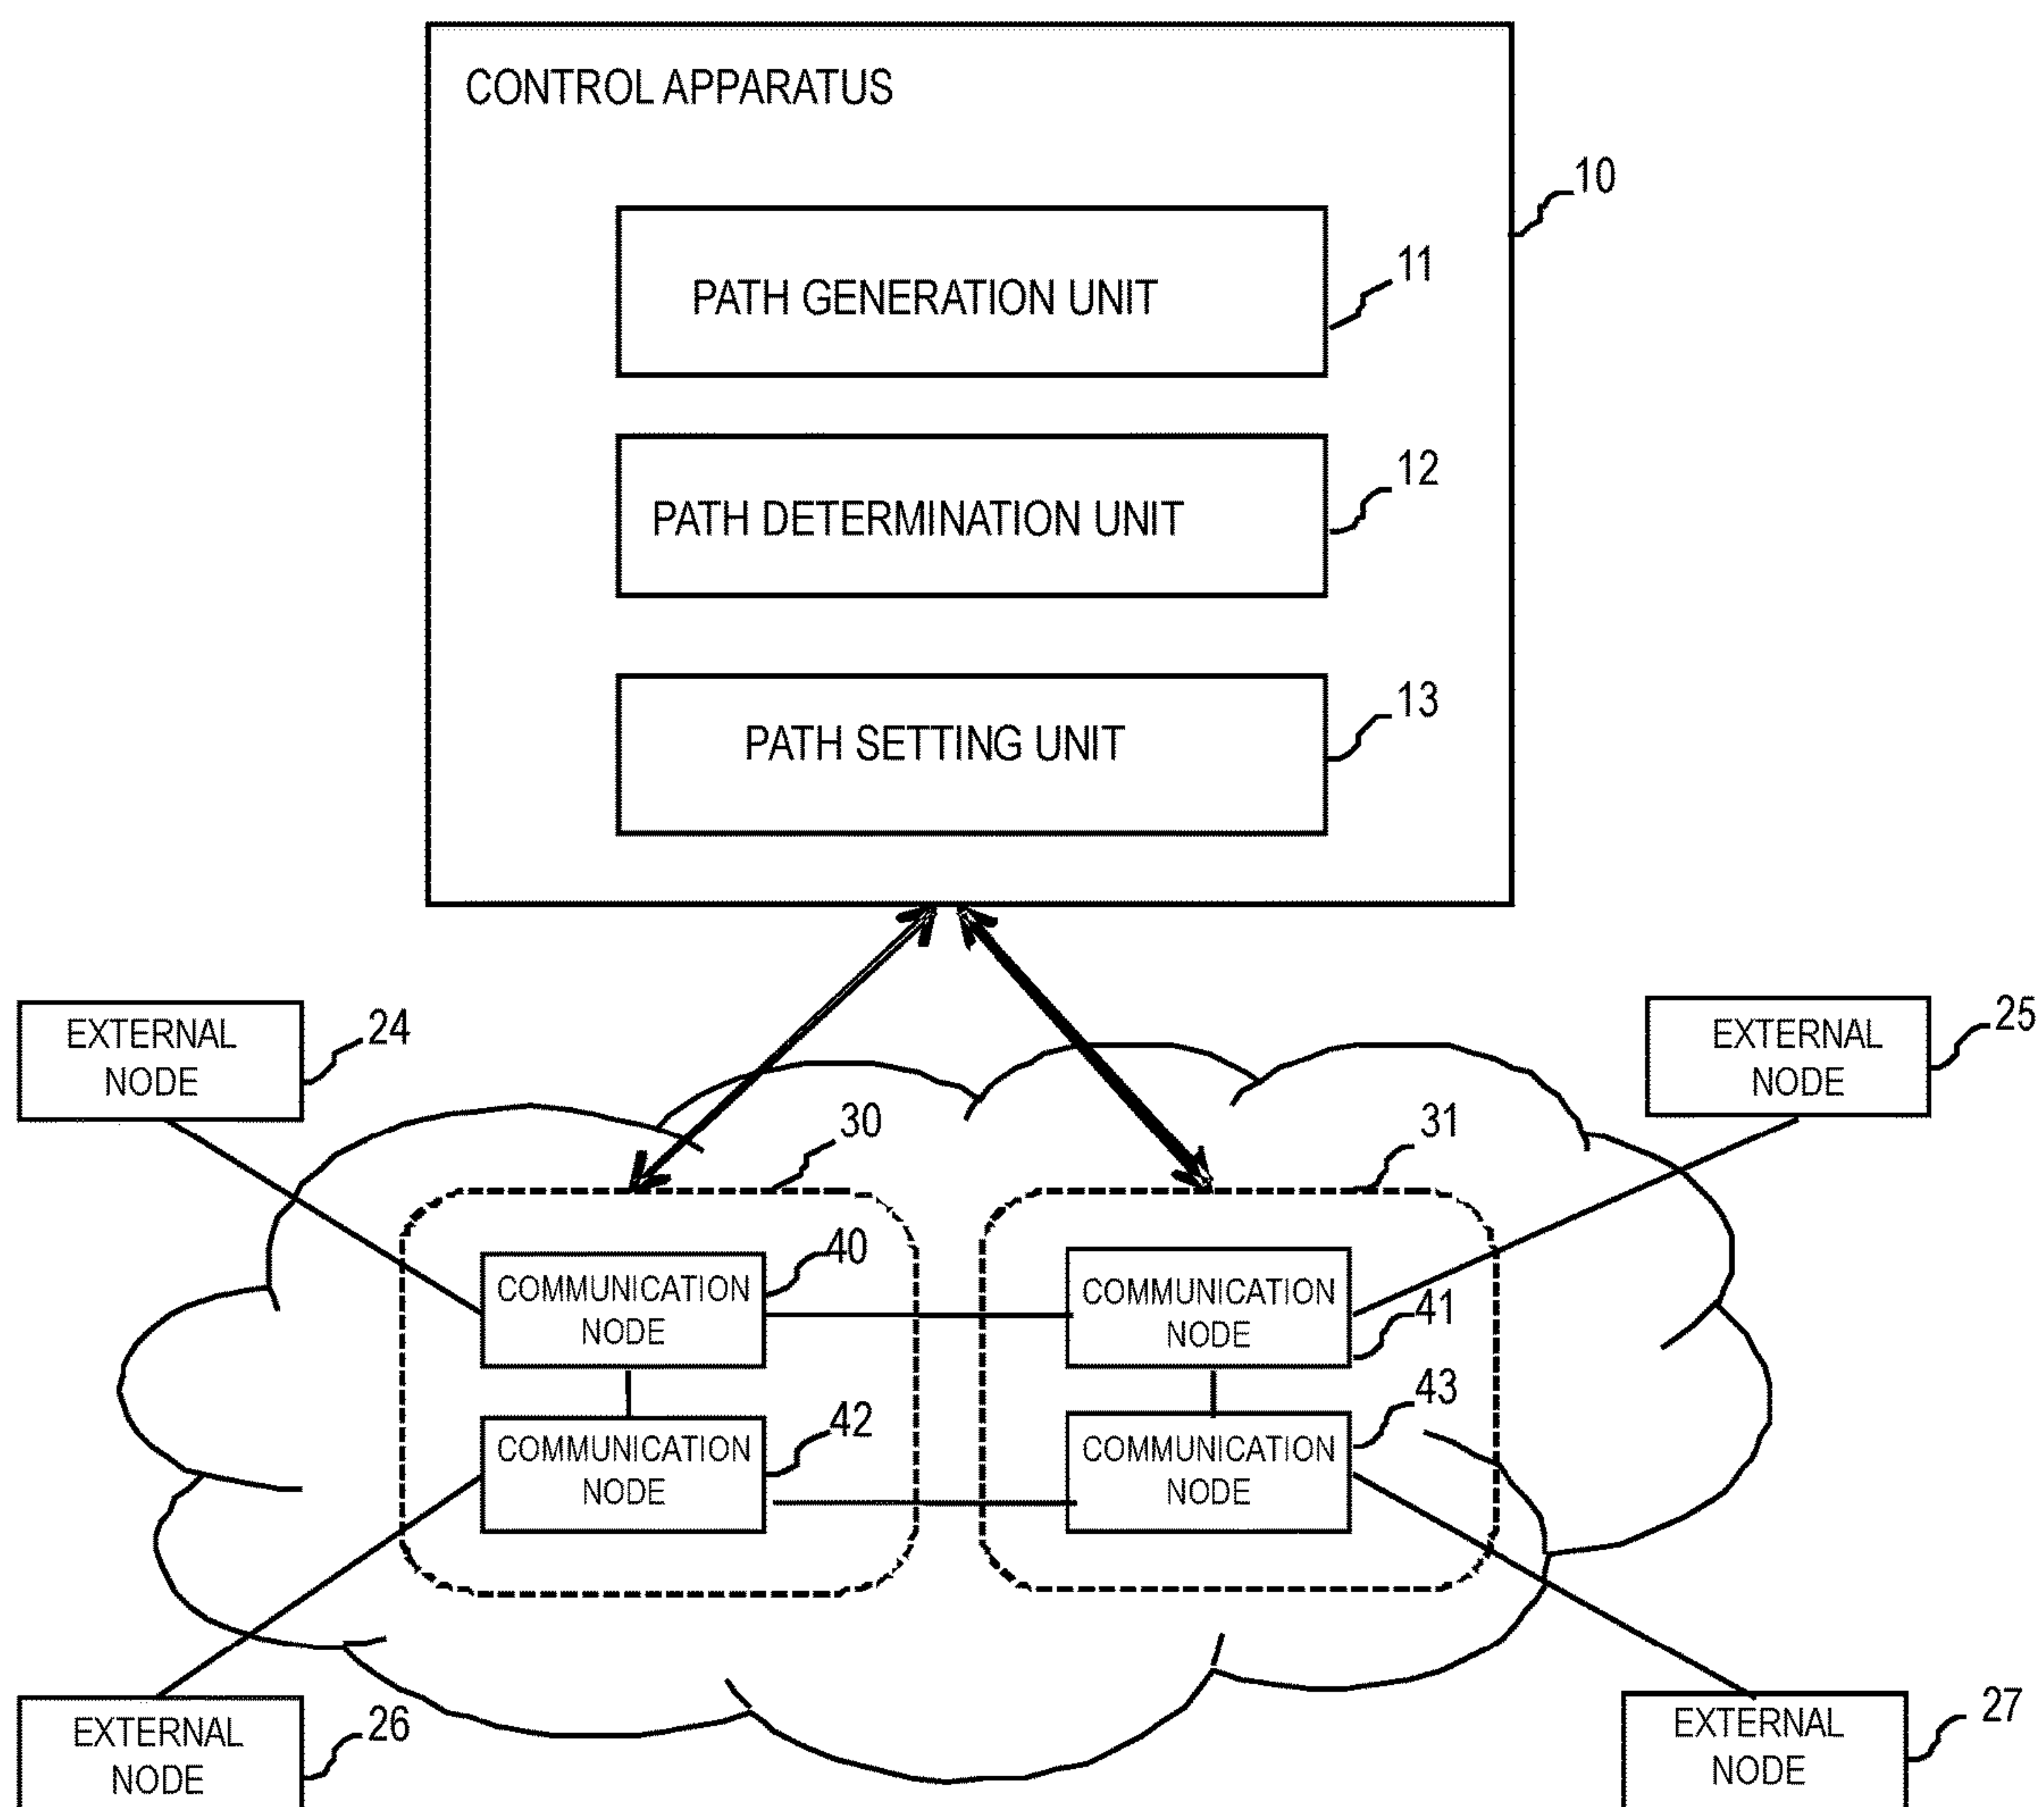 CONTROL APPARATUS
10
PATH GENERATION UNIT
11
PATH DETERMINATION UNIT
12
PATH SETTING UNIT
13
EXTERNAL
NODE
24
EXTERNAL
NODE
25
30
31
COMMUNICATION
NODE
40
COMMUNICATION
NODE
41
COMMUNICATION
NODE
42
COMMUNICATION
NODE
43
EXTERNAL
NODE
26
EXTERNAL
NODE
27